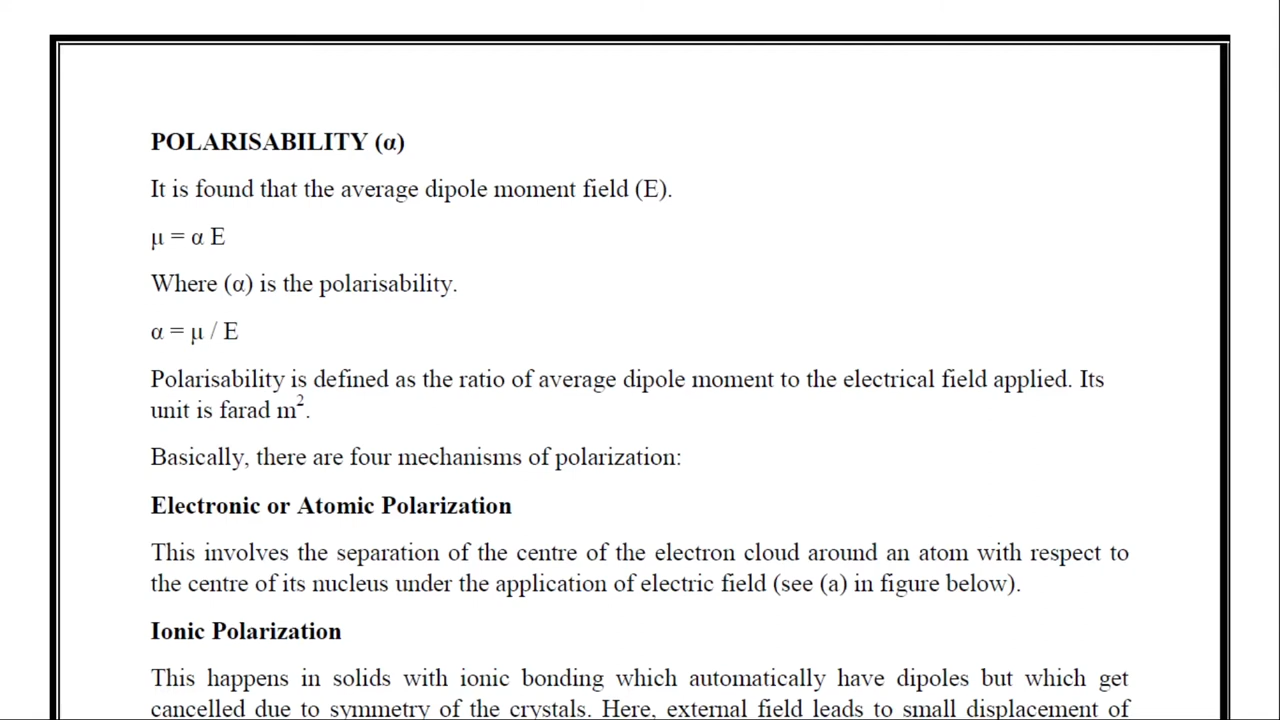 POLARISABILITY (α)
It is found that the average dipole moment field (E).
μ = α E
Where (α) is the polarisability.
α = μ / E
Polarisability is defined as the ratio of average dipole moment to the electrical field applied. Its
unit is farad m².
Basically, there are four mechanisms of polarization:
Electronic or Atomic Polarization
This involves the separation of the centre of the electron cloud around an atom with respect to
the centre of its nucleus under the application of electric field (see (a) in figure below).
Ionic Polarization
This happens in solids with ionic bonding which automatically have dipoles but which get
cancelled due to symmetry of the crystals. Here, external field leads to small displacement of